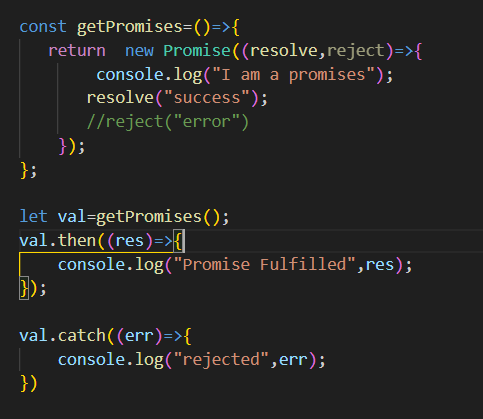 const getPromises=()=>{
return  new Promise((resolve,reject)=>{
console.log("I am a promises");
resolve("success");
//reject("error")
});
};
let val=getPromises();
val.then((res)=>{
console.log("Promise Fulfilled",res);
});
val.catch((err)=>{
console.log("rejected",err);
})